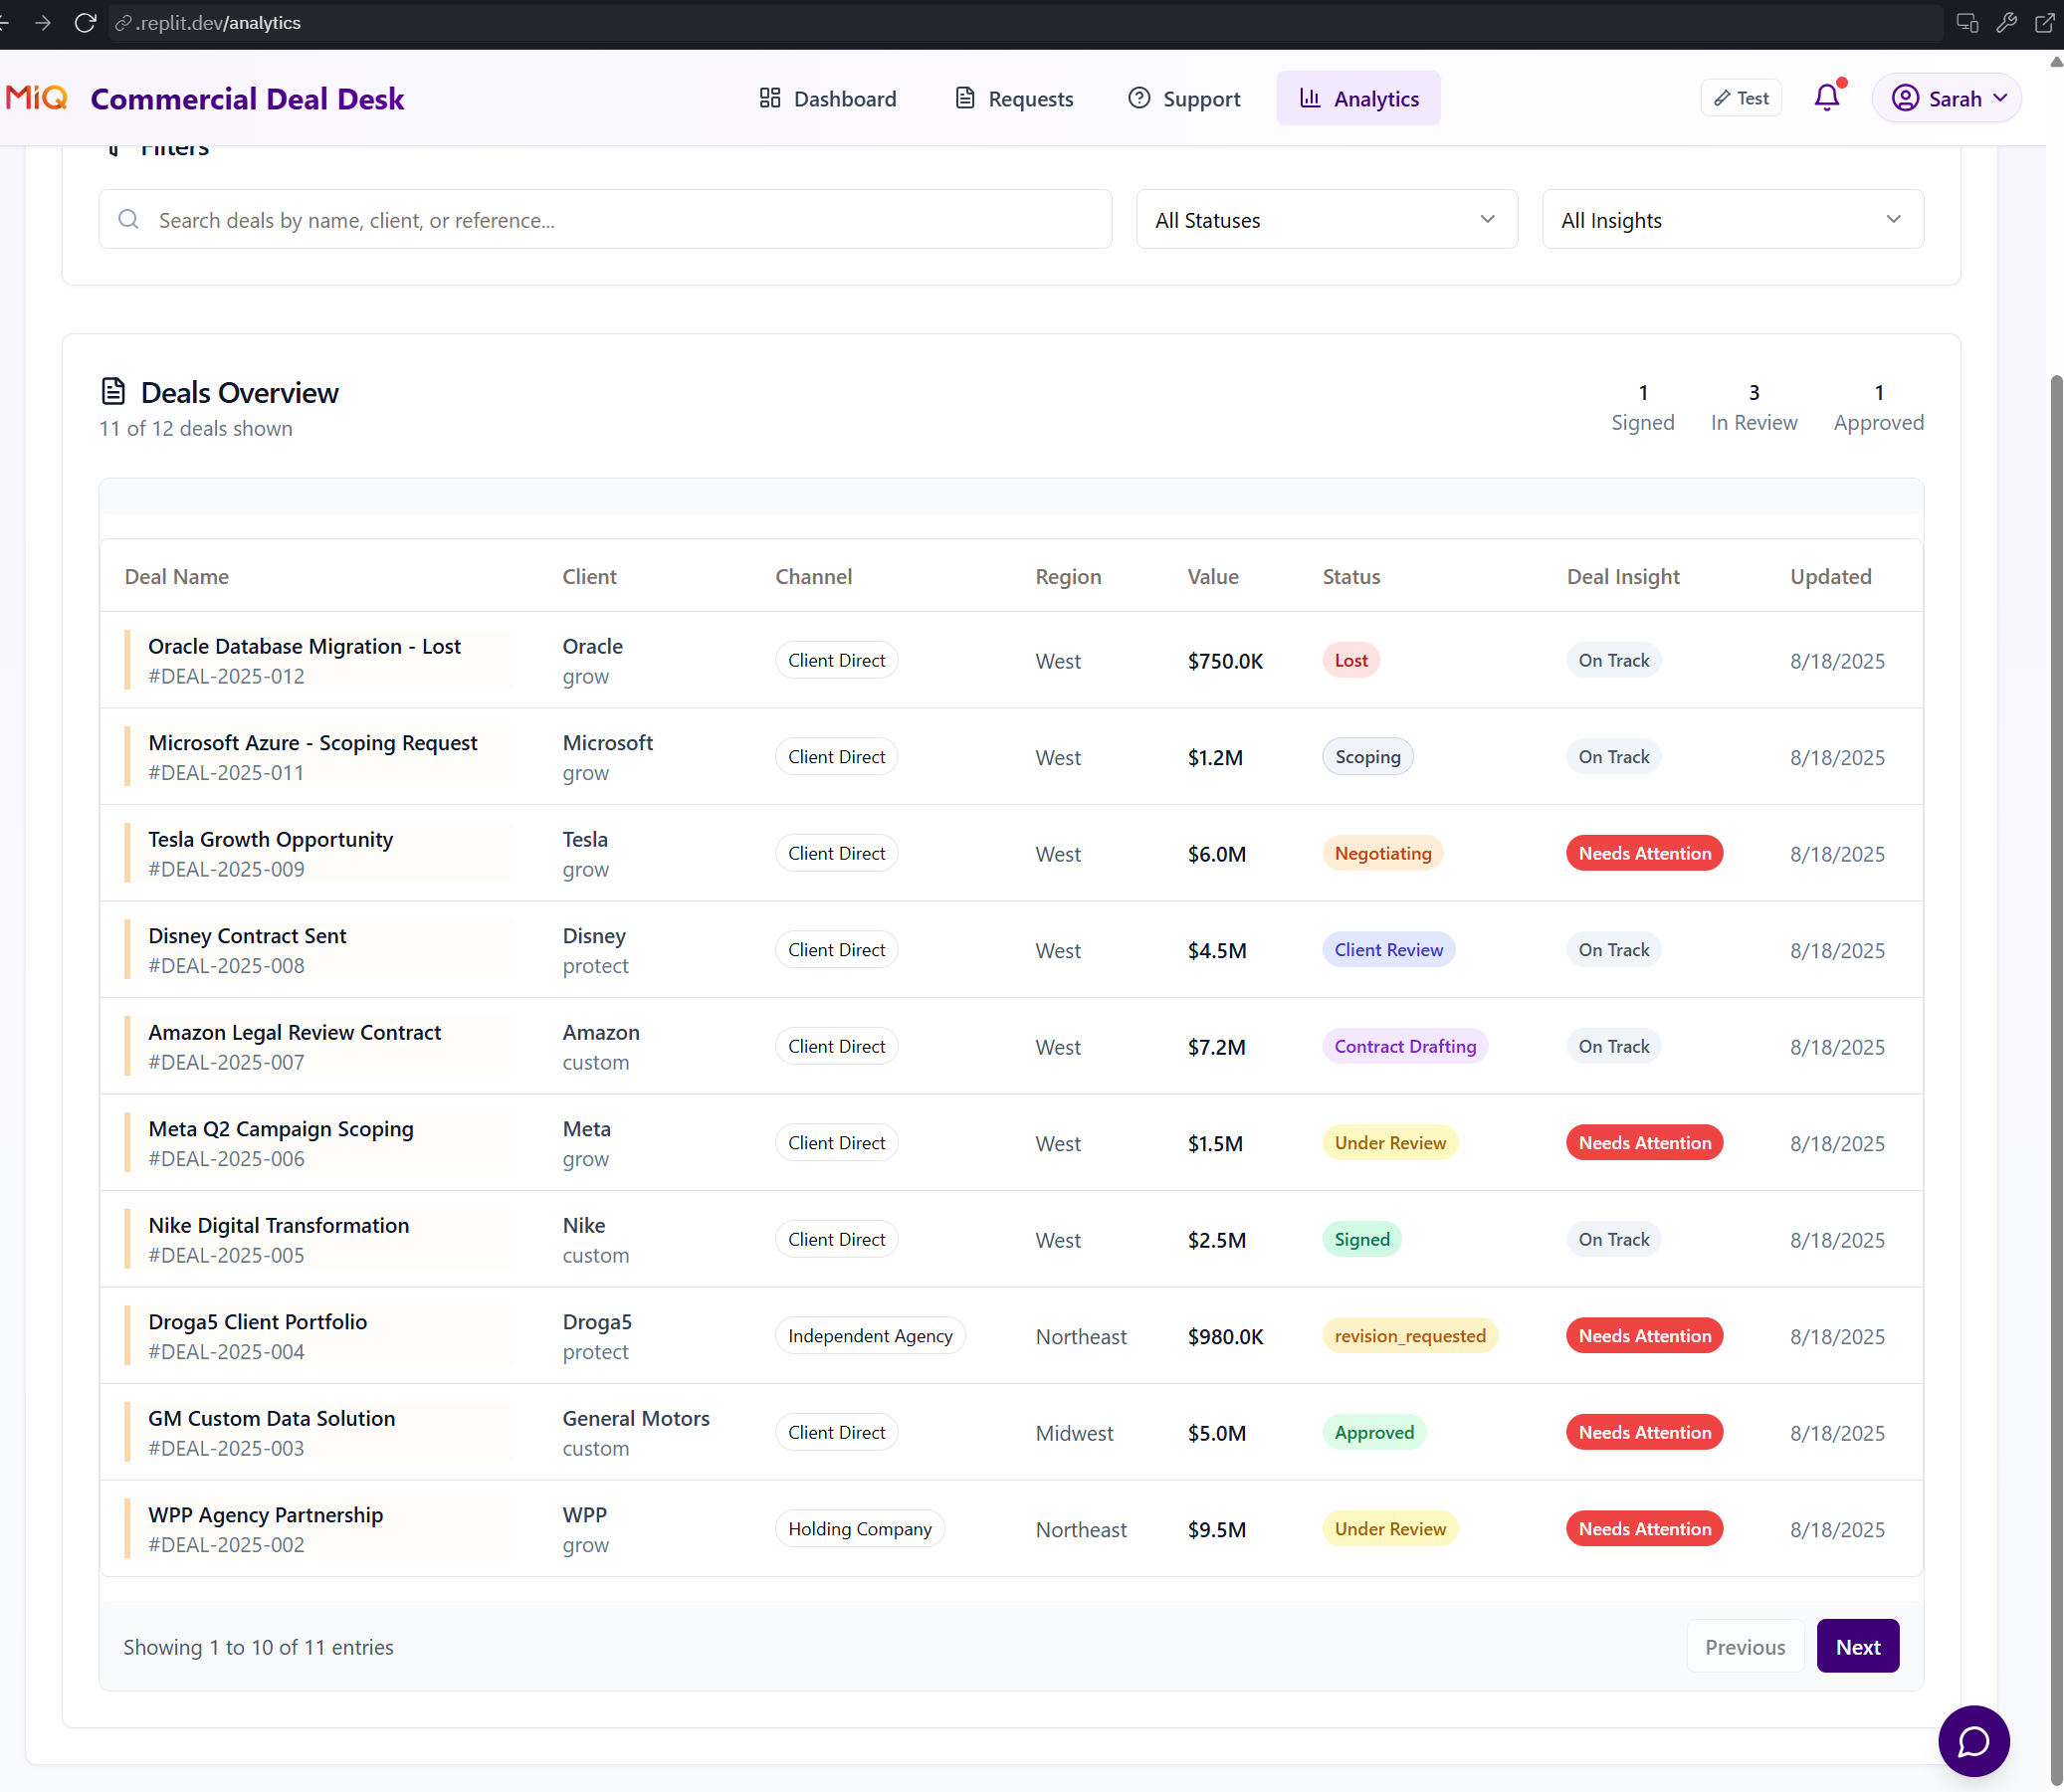 .replit.dev/analytics
MiQ Commercial Deal Desk
Dashboard
Requests
Support
Analytics
Test
Sarah
Filters
Search deals by name, client, or reference...
All Statuses
All Insights
Deals Overview
11 of 12 deals shown
1 Signed
3 In Review
1 Approved
Deal Name Client Channel Region Value Status Deal Insight Updated
Oracle Database Migration - Lost Oracle Client Direct West $750.0K Lost On Track 8/18/2025
#DEAL-2025-012 grow
Microsoft Azure - Scoping Request Microsoft Client Direct West $1.2M Scoping On Track 8/18/2025
#DEAL-2025-011 grow
Tesla Growth Opportunity Tesla Client Direct West $6.0M Negotiating Needs Attention 8/18/2025
#DEAL-2025-009 grow
Disney Contract Sent Disney Client Direct West $4.5M Client Review On Track 8/18/2025
#DEAL-2025-008 protect
Amazon Legal Review Contract Amazon Client Direct West $7.2M Contract Drafting On Track 8/18/2025
#DEAL-2025-007 custom
Meta Q2 Campaign Scoping Meta Client Direct West $1.5M Under Review Needs Attention 8/18/2025
#DEAL-2025-006 grow
Nike Digital Transformation Nike Client Direct West $2.5M Signed On Track 8/18/2025
#DEAL-2025-005 custom
Droga5 Client Portfolio Droga5 Independent Agency Northeast $980.0K revision_requested Needs Attention 8/18/2025
#DEAL-2025-004 protect
GM Custom Data Solution General Motors Client Direct Midwest $5.0M Approved Needs Attention 8/18/2025
#DEAL-2025-003 custom
WPP Agency Partnership WPP Holding Company Northeast $9.5M Under Review Needs Attention 8/18/2025
#DEAL-2025-002 grow
Showing 1 to 10 of 11 entries
Previous
Next